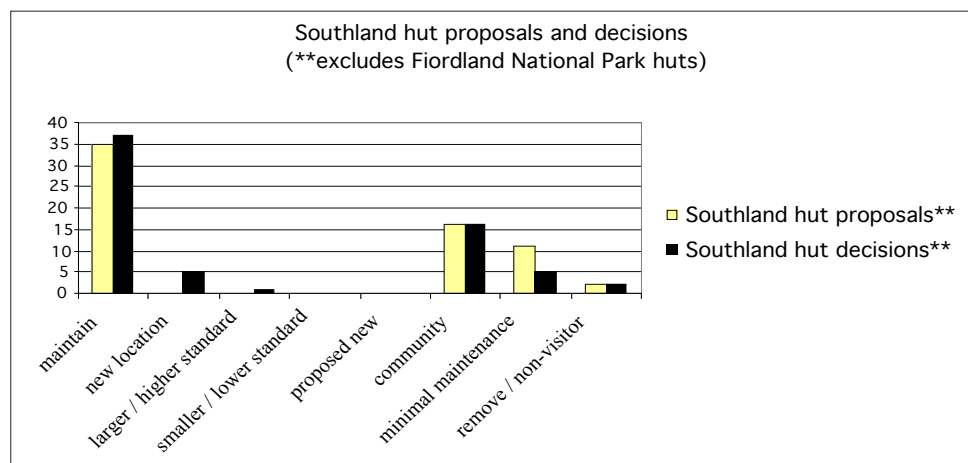 Southland hut proposals and decisions
(**excludes Fiordland National Park huts)
40
35
30
25
20
15
10
5
0
maintain
new location
larger / higher standard
smaller / lower standard
proposed new
community
minimal maintenance
remove / non-visitor
Southland hut proposals**
Southland hut decisions**